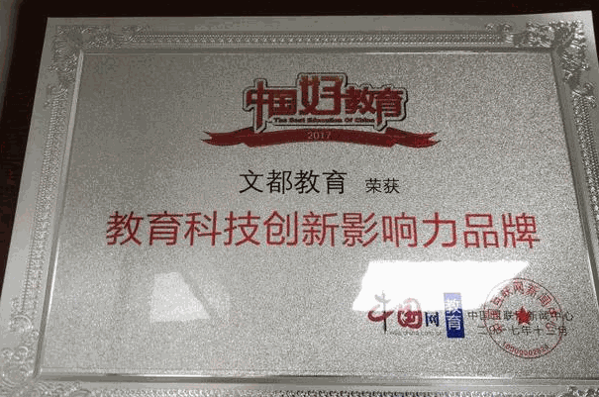 中国好教育
The Best Education Of China
2017
文都教育 荣获
教育科技创新影响力品牌
中国网 教育
中国互联网新闻中心
二〇一七年十二月